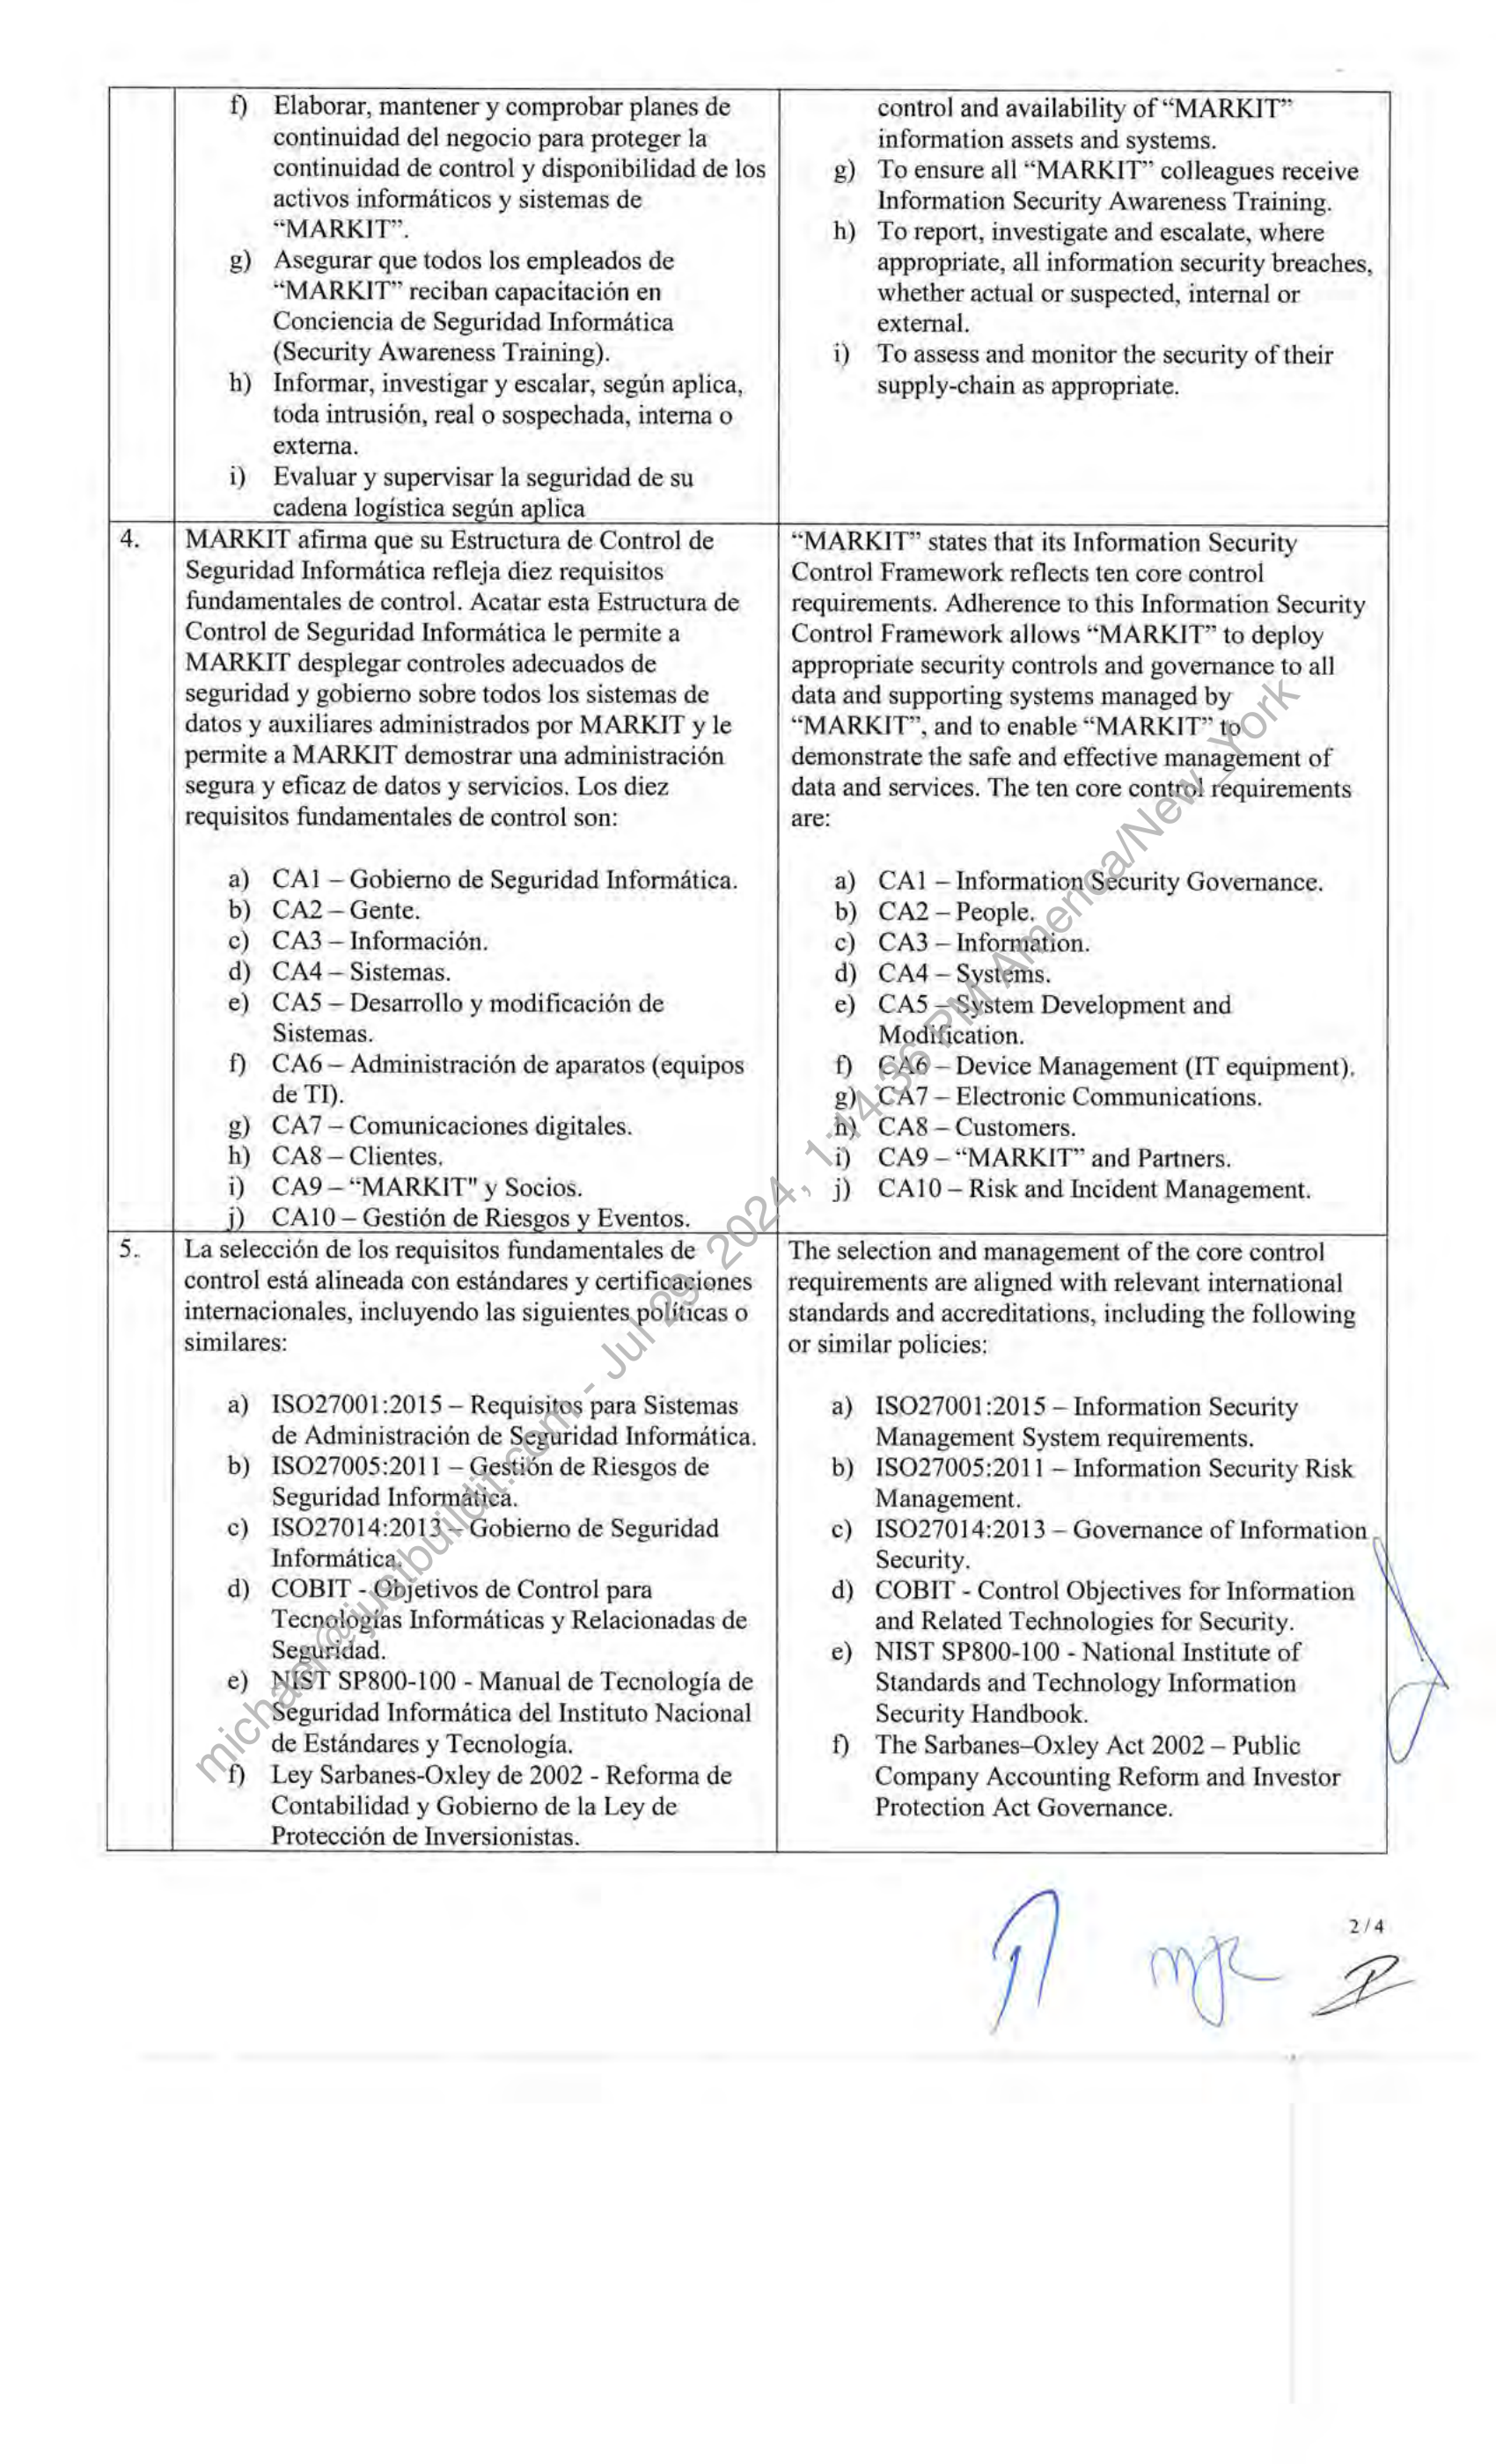 f) Elaborar, mantener y comprobar planes de
continuidad del negocio para proteger la
continuidad de control y disponibilidad de los
activos informáticos y sistemas de
“MARKIT”.
g) Asegurar que todos los empleados de
“MARKIT” reciban capacitación en
Conciencia de Seguridad Informática
(Security Awareness Training).
h) Informar, investigar y escalar, según aplica,
toda intrusión, real o sospechada, interna o
externa.
i) Evaluar y supervisar la seguridad de su
cadena logística según aplica
control and availability of “MARKIT”
information assets and systems.
g) To ensure all “MARKIT” colleagues receive
Information Security Awareness Training.
h) To report, investigate and escalate, where
appropriate, all information security breaches,
whether actual or suspected, internal or
external.
i) To assess and monitor the security of their
supply-chain as appropriate.
4.
MARKIT afirma que su Estructura de Control de
Seguridad Informática refleja diez requisitos
fundamentales de control. Acatar esta Estructura de
Control de Seguridad Informática le permite a
MARKIT desplegar controles adecuados de
seguridad y gobierno sobre todos los sistemas de
datos y auxiliares administrados por MARKIT y le
permite a MARKIT demostrar una administración
segura y eficaz de datos y servicios. Los diez
requisitos fundamentales de control son:
a) CA1 – Gobierno de Seguridad Informática.
b) CA2 – Gente.
c) CA3 – Información.
d) CA4 – Sistemas.
e) CA5 – Desarrollo y modificación de
Sistemas.
f) CA6 – Administración de aparatos (equipos
de TI).
g) CA7 – Comunicaciones digitales.
h) CA8 – Clientes.
i) CA9 – “MARKIT" y Socios.
j) CA10 – Gestión de Riesgos y Eventos.
“MARKIT” states that its Information Security
Control Framework reflects ten core control
requirements. Adherence to this Information Security
Control Framework allows “MARKIT” to deploy
appropriate security controls and governance to all
data and supporting systems managed by
“MARKIT”, and to enable “MARKIT” to
demonstrate the safe and effective management of
data and services. The ten core control requirements
are:
a) CA1 – Information Security Governance.
b) CA2 – People.
c) CA3 – Information.
d) CA4 – Systems.
e) CA5 – System Development and
Modification.
f) CA6 – Device Management (IT equipment).
g) CA7 – Electronic Communications.
h) CA8 – Customers.
i) CA9 – “MARKIT” and Partners.
j) CA10 – Risk and Incident Management.
5.
La selección de los requisitos fundamentales de
control está alineada con estándares y certificaciones
internacionales, incluyendo las siguientes políticas o
similares:
a) ISO27001:2015 – Requisitos para Sistemas
de Administración de Seguridad Informática.
b) ISO27005:2011 – Gestión de Riesgos de
Seguridad Informática.
c) ISO27014:2013 – Gobierno de Seguridad
Informática.
d) COBIT - Objetivos de Control para
Tecnologías Informáticas y Relacionadas de
Seguridad.
e) NIST SP800-100 - Manual de Tecnología de
Seguridad Informática del Instituto Nacional
de Estándares y Tecnología.
f) Ley Sarbanes-Oxley de 2002 - Reforma de
Contabilidad y Gobierno de la Ley de
Protección de Inversionistas.
The selection and management of the core control
requirements are aligned with relevant international
standards and accreditations, including the following
or similar policies:
a) ISO27001:2015 – Information Security
Management System requirements.
b) ISO27005:2011 – Information Security Risk
Management.
c) ISO27014:2013 – Governance of Information
Security.
d) COBIT - Control Objectives for Information
and Related Technologies for Security.
e) NIST SP800-100 - National Institute of
Standards and Technology Information
Security Handbook.
f) The Sarbanes–Oxley Act 2002 – Public
Company Accounting Reform and Investor
Protection Act Governance.
michael@justbuildit.com - Jul 29, 2024, 1:14:36 PM America/New_York
2 / 4